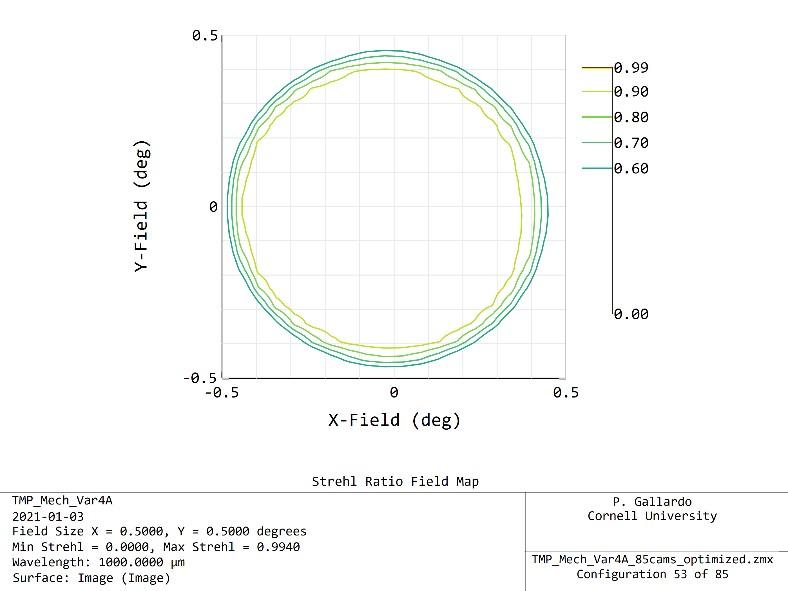 0.5
0
-0.5
-0.5
0
0.5
Y-Field (deg)
X-Field (deg)
0.99
0.90
0.80
0.70
0.60
0.00
Strehl Ratio Field Map
TMP_Mech_Var4A
2021-01-03
Field Size X = 0.5000, Y = 0.5000 degrees
Min Strehl = 0.0000, Max Strehl = 0.9940
Wavelength: 1000.0000 µm
Surface: Image (Image)
P. Gallardo
Cornell University
TMP_Mech_Var4A_85cams_optimized.zmx
Configuration 53 of 85